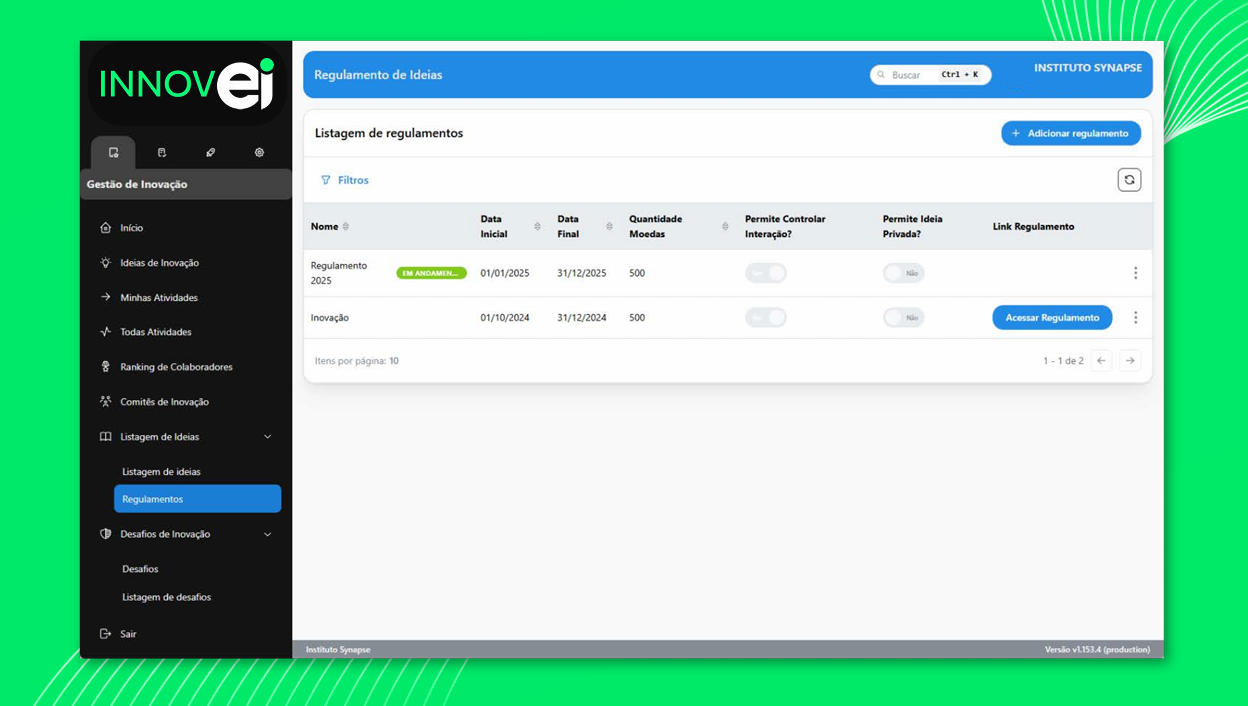 INNOVei
Regulamento de Ideias
Buscar
Ctrl + K
INSTITUTO SYNAPSE
Listagem de regulamentos
+ Adicionar regulamento
Gestão de Inovação
Filtros
Nome
Data Inicial
Data Final
Quantidade Moedas
Permite Controlar Interação?
Permite Ideia Privada?
Link Regulamento
Regulamento 2025
EM ANDAMEN...
01/01/2025
31/12/2025
500
Não
Inovação
01/10/2024
31/12/2024
500
Não
Acessar Regulamento
Itens por página: 10
1 - 1 de 2
Início
Ideias de Inovação
Minhas Atividades
Todas Atividades
Ranking de Colaboradores
Comitês de Inovação
Listagem de Ideias
Listagem de ideias
Regulamentos
Desafios de Inovação
Desafios
Listagem de desafios
Sair
Instituto Synapse
Versão v1.153.4 (production)